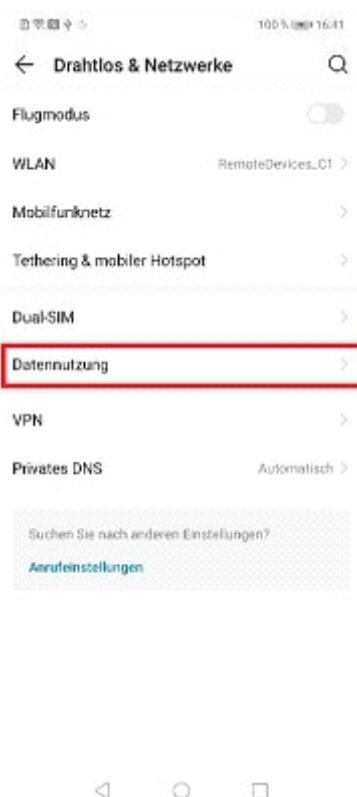 100 % 16:41
Drahtlos & Netzwerke
Flugmodus
WLAN RemoteDevices_C1
Mobilfunknetz
Tethering & mobiler Hotspot
Dual-SIM
Datennutzung
VPN
Privates DNS Automatisch
Suchen Sie nach anderen Einstellungen?
Anrufeinstellungen